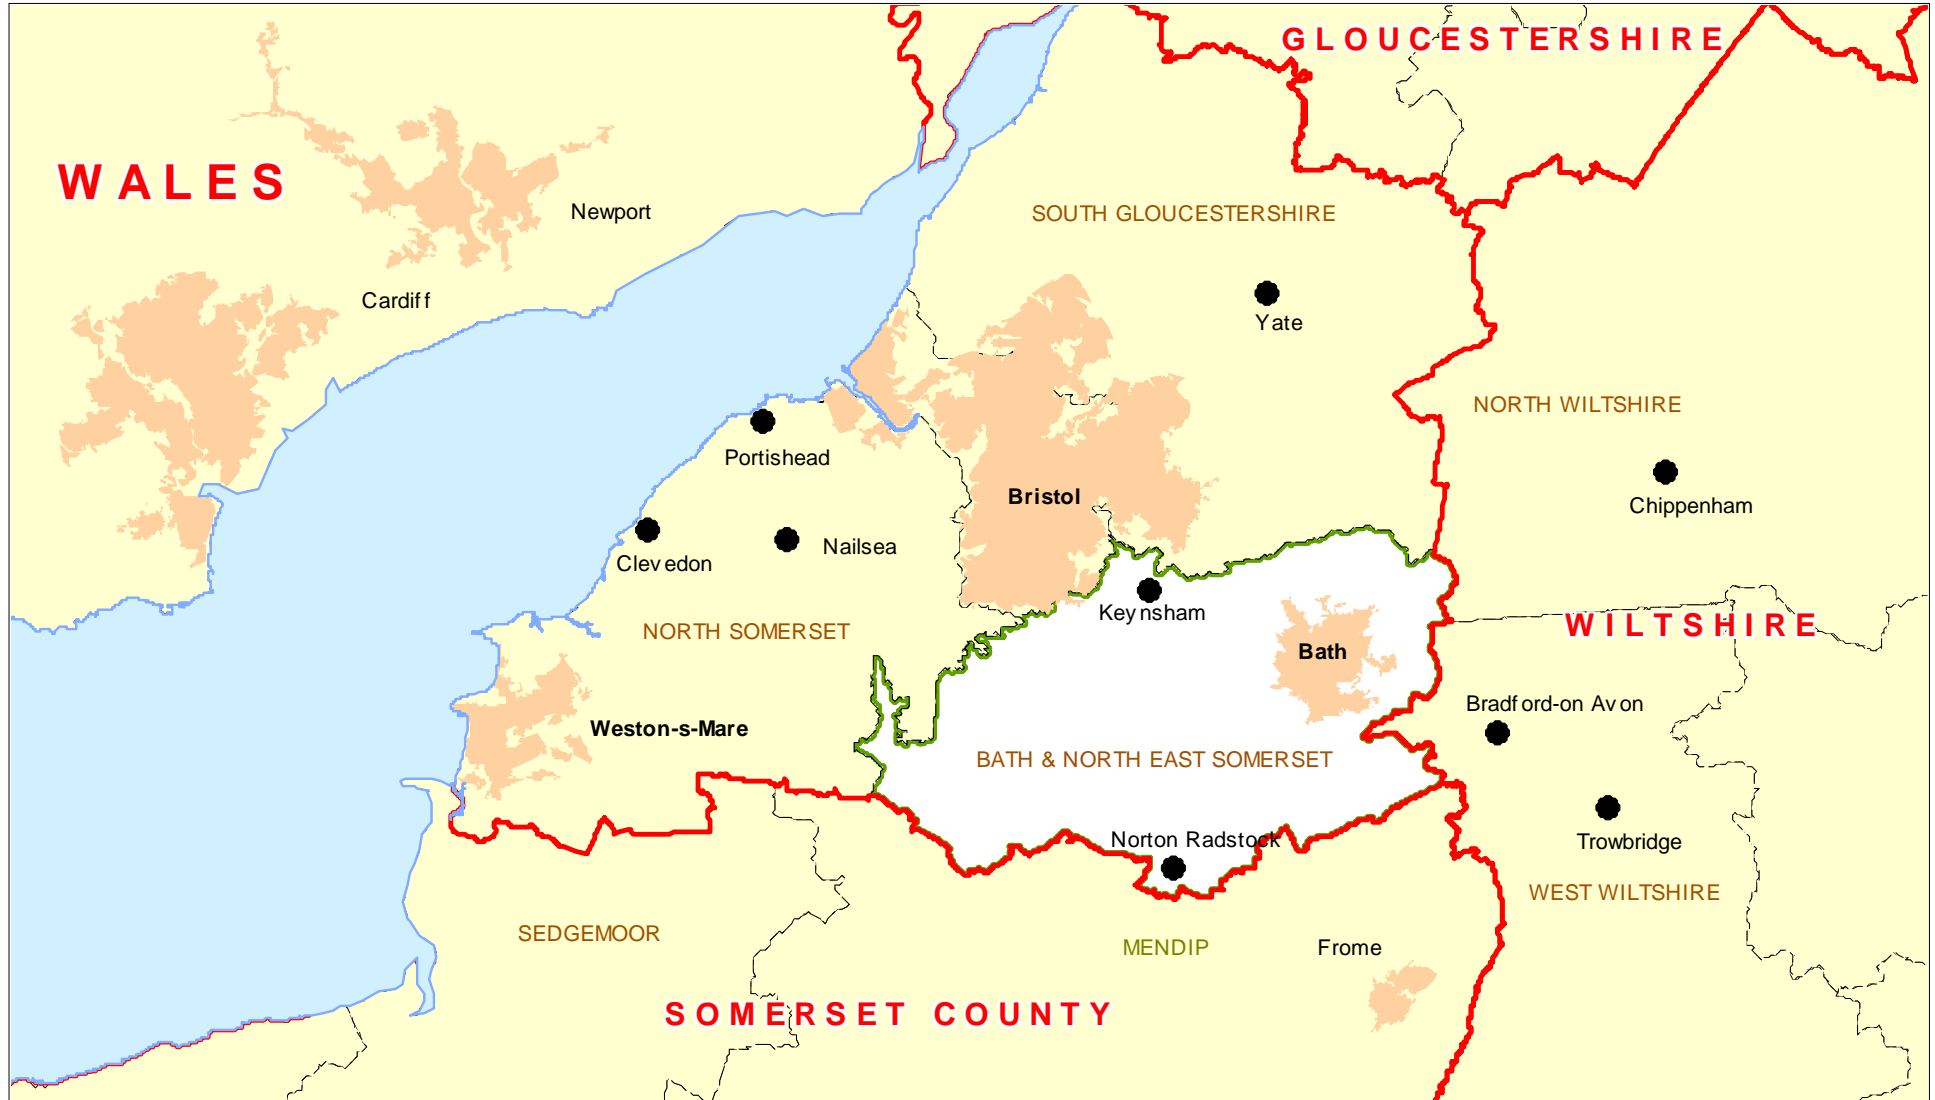 GLOUCESTERSHIRE
WALES
Newport
SOUTH GLOUCESTERSHIRE
Cardiff
Yate
NORTH WILTSHIRE
Portishead
Bristol
Chippenham
Nailsea
Clevedon
Keynsham
NORTH SOMERSET
WILTSHIRE
Bath
Bradford-on Avon
Weston-s-Mare
BATH & NORTH EAST SOMERSET
Norton Radstock
Trowbridge
WEST WILTSHIRE
SEDGEMOOR
MENDIP
Frome
SOMERSET COUNTY